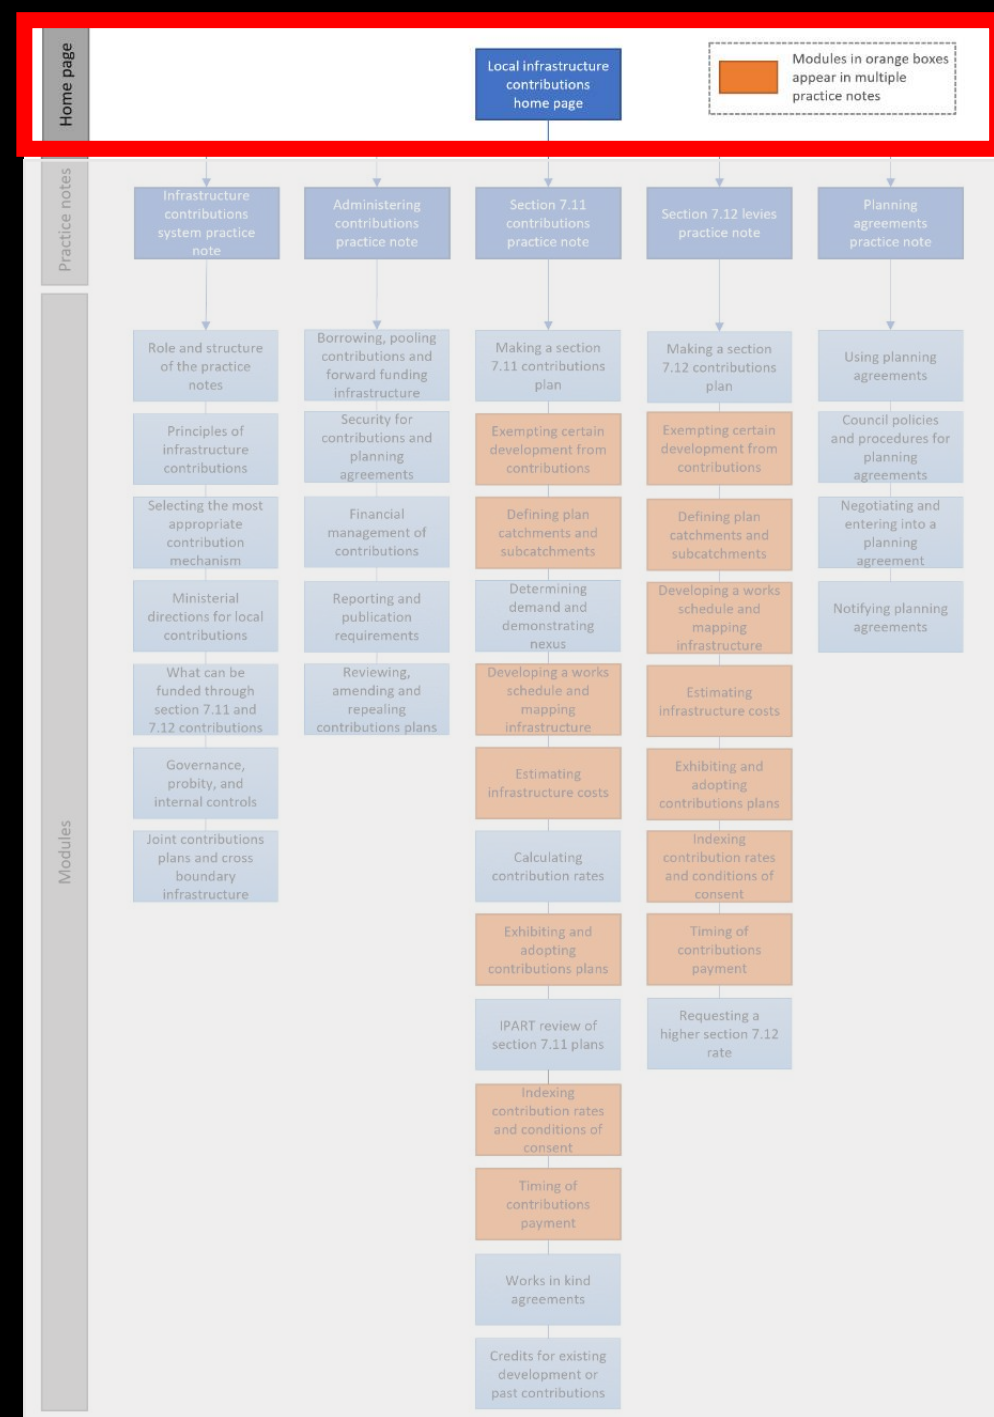 Home page
Local infrastructure
contributions
home page
Modules in orange boxes
appear in multiple
practice notes
Practice notes
Infrastructure
contributions
system practice
note
Administering
contributions
practice note
Section 7.11
contributions
practice note
Section 7.12 levies
practice note
Planning
agreements
practice note
Modules
Role and structure
of the practice
notes
Principles of
infrastructure
contributions
Selecting the most
appropriate
contribution
mechanism
Ministerial
directions for local
contributions
What can be
funded through
section 7.11 and
7.12 contributions
Governance,
probity, and
internal controls
Joint contributions
plans and cross
boundary
infrastructure
Borrowing, pooling
contributions and
forward funding
infrastructure
Security for
contributions and
planning
agreements
Financial
management of
contributions
Reporting and
publication
requirements
Reviewing,
amending and
repealing
contributions plans
Making a section
7.11 contributions
plan
Exempting certain
development from
contributions
Defining plan
catchments and
subcatchments
Determining
demand and
demonstrating
nexus
Developing a works
schedule and
mapping
infrastructure
Estimating
infrastructure costs
Calculating
contribution rates
Exhibiting and
adopting
contributions plans
IPART review of
section 7.11 plans
Indexing
contribution rates
and conditions of
consent
Timing of
contributions
payment
Works in kind
agreements
Credits for existing
development or
past contributions
Making a section
7.12 contributions
plan
Exempting certain
development from
contributions
Defining plan
catchments and
subcatchments
Developing a works
schedule and
mapping
infrastructure
Estimating
infrastructure costs
Exhibiting and
adopting
contributions plans
Indexing
contribution rates
and conditions of
consent
Timing of
contributions
payment
Requesting a
higher section 7.12
rate
Using planning
agreements
Council policies
and procedures for
planning
agreements
Negotiating and
entering into a
planning
agreement
Notifying planning
agreements